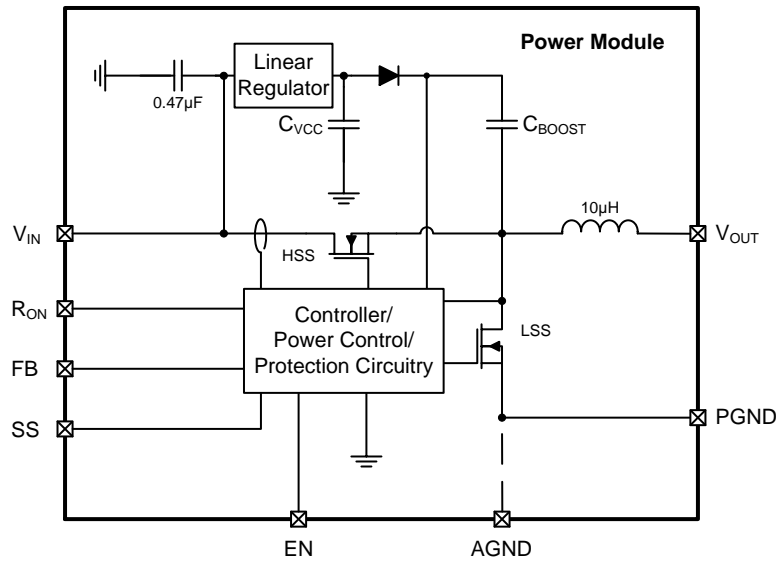 Power Module
Linear
Regulator
0.47µF
CVCC
CBOOST
10µH
VIN
VOUT
HSS
RON
Controller/
Power Control/
Protection Circuitry
LSS
FB
SS
PGND
EN
AGND